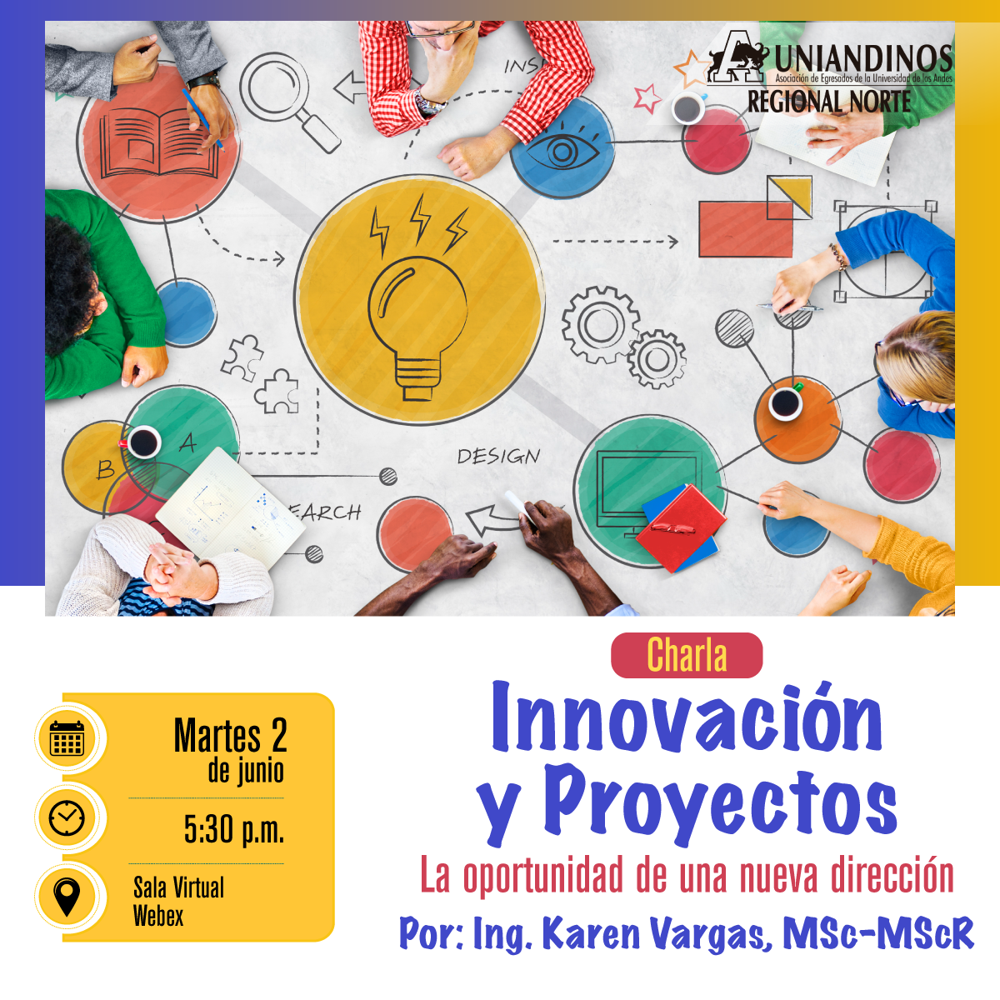 UNIANDINOS
Asociación de Egresados de la Universidad de los Andes
REGIONAL NORTE
DESIGN
EARCH
A
B
Charla
Innovación
y Proyectos
La oportunidad de una nueva dirección
Por: Ing. Karen Vargas, MSc-MScR
Martes 2
de junio
5:30 p.m.
Sala Virtual
Webex